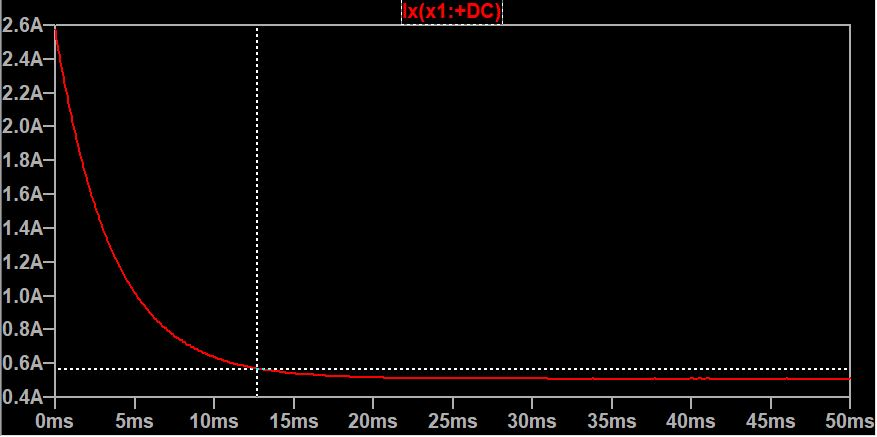 Ix(x1:+DC)
2.6A
2.4A
2.2A
2.0A
1.8A
1.6A
1.4A
1.2A
1.0A
0.8A
0.6A
0.4A
0ms 5ms 10ms 15ms 20ms 25ms 30ms 35ms 40ms 45ms 50ms